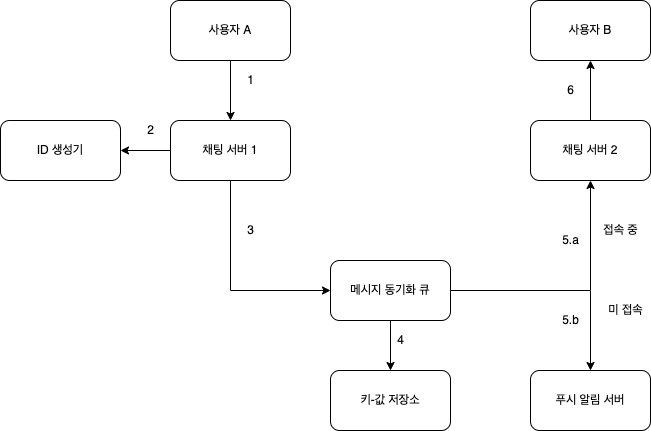 사용자 A
사용자 B
1
6
2
ID 생성기
채팅 서버 1
채팅 서버 2
3
5.a
접속 중
메시지 동기화 큐
5.b
미 접속
4
키-값 저장소
푸시 알림 서버